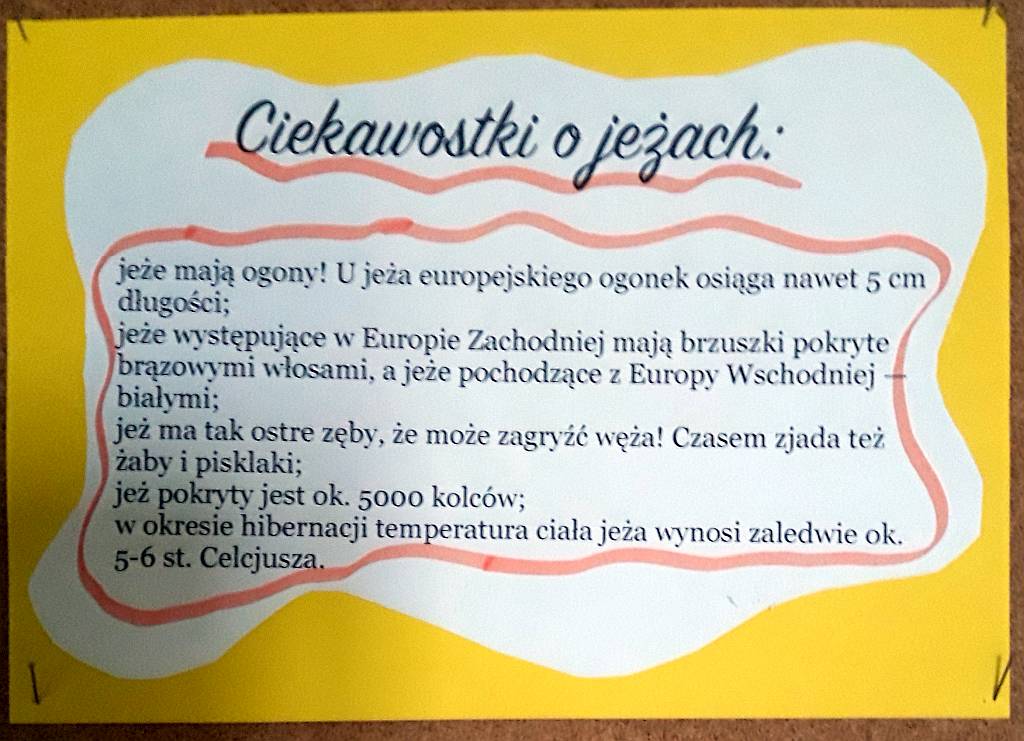 Ciekawostki o jeżach:
jeże mają ogony! U jeża europejskiego ogonek osiąga nawet 5 cm
długości;
jeże występujące w Europie Zachodniej mają brzuszki pokryte
brązowymi włosami, a jeże pochodzące z Europy Wschodniej —
białymi;
jeż ma tak ostre zęby, że może zagryźć węża! Czasem zjada też
żaby i pisklaki;
jeż pokryty jest ok. 5000 kolców;
w okresie hibernacji temperatura ciała jeża wynosi zaledwie ok.
5-6 st. Celcjusza.